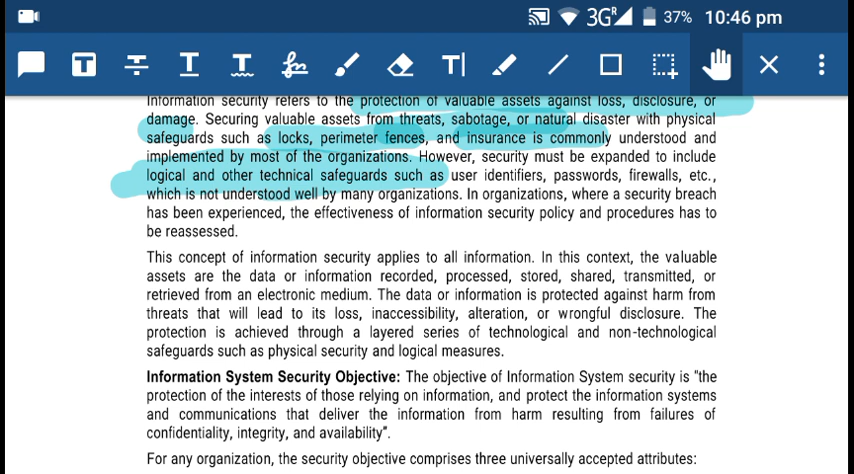 3G R 37% 10:46 pm
T T T T T
Information security refers to the protection of valuable assets against loss, disclosure, or
damage. Securing valuable assets from threats, sabotage, or natural disaster with physical
safeguards such as locks, perimeter fences, and insurance is commonly understood and
implemented by most of the organizations. However, security must be expanded to include
logical and other technical safeguards such as user identifiers, passwords, firewalls, etc.,
which is not understood well by many organizations. In organizations, where a security breach
has been experienced, the effectiveness of information security policy and procedures has to
be reassessed.
This concept of information security applies to all information. In this context, the valuable
assets are the data or information recorded, processed, stored, shared, transmitted, or
retrieved from an electronic medium. The data or information is protected against harm from
threats that will lead to its loss, inaccessibility, alteration, or wrongful disclosure. The
protection is achieved through a layered series of technological and non-technological
safeguards such as physical security and logical measures.
Information System Security Objective: The objective of Information System security is "the
protection of the interests of those relying on information, and protect the information systems
and communications that deliver the information from harm resulting from failures of
confidentiality, integrity, and availability".
For any organization, the security objective comprises three universally accepted attributes: